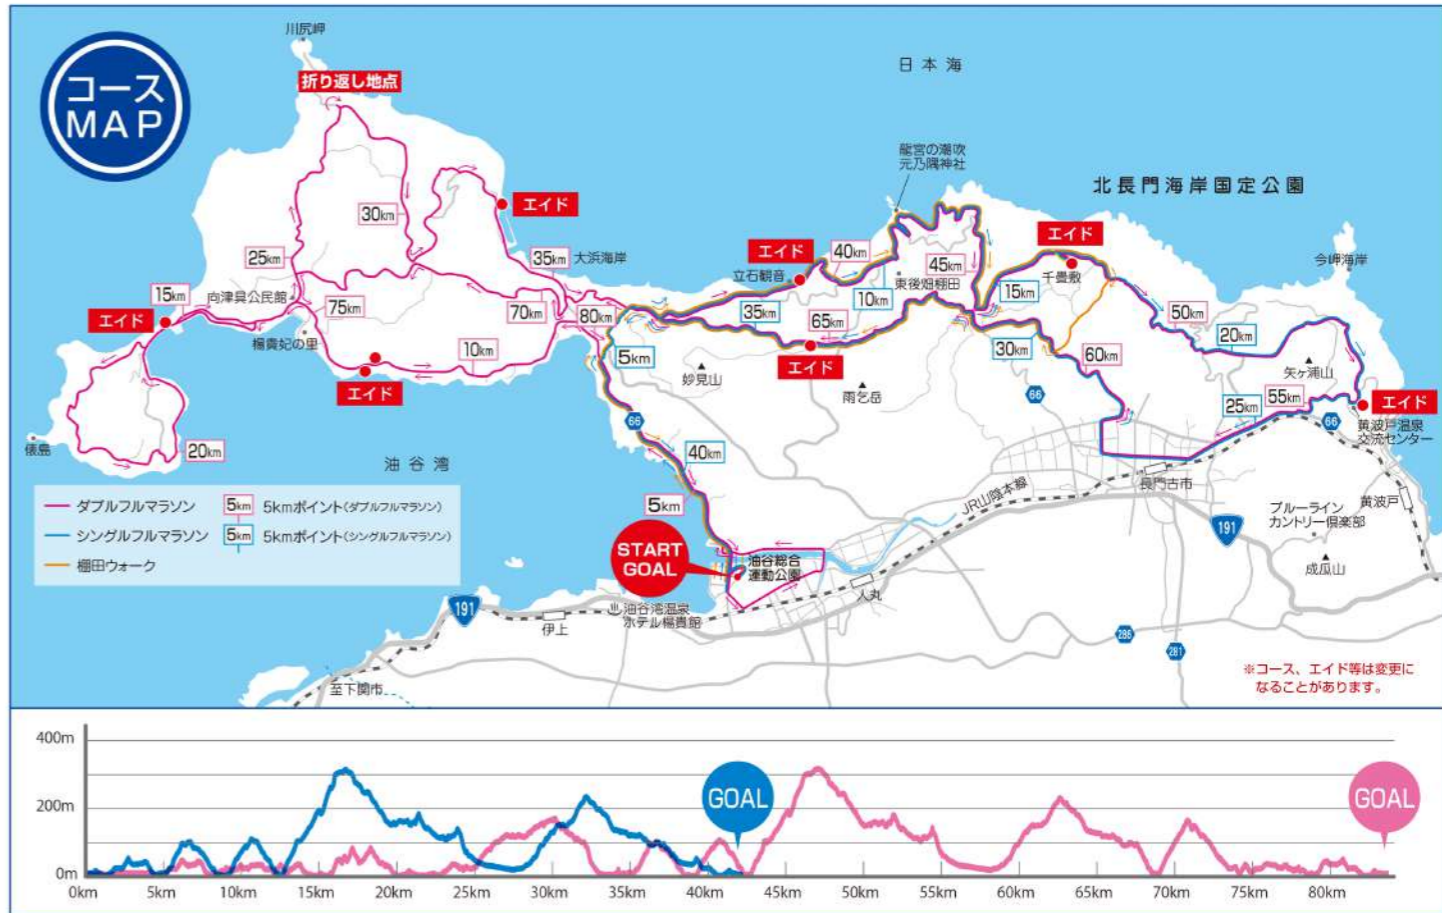 コース
MAP
川尻岬
折り返し地点
日本海
龍宮の潮吹
元乃隅神社
北長門海岸国定公園
エイド
30km
25km
35km
大浜海岸
エイド
立石観音
40km
10km
東後畑棚田
45km
エイド
千畳敷
15km
今岬海岸
15km
エイド
向津具公民館
75km
楊貴妃の里
70km
80km
10km
エイド
5km
35km
65km
エイド
妙見山
雨乞岳
30km
60km
66
50km
20km
矢ヶ浦山
55km
25km
66
エイド
黄波戸温泉
交流センター
俵島
20km
油谷湾
66
40km
5km
JR山陰本線
長門古市
黄波戸
ブルーライン
カントリー倶楽部
191
成瓜山
ダブルフルマラソン
5km
5kmポイント(ダブルフルマラソン)
シングルフルマラソン
5km
5kmポイント(シングルフルマラソン)
棚田ウォーク
START
GOAL
油谷総合
運動公園
人丸
油谷湾温泉
ホテル楊貴館
191
伊上
至下関市
286
281
※コース、エイド等は変更に
なることがあります。
400m
200m
0m
GOAL
GOAL
0km
5km
10km
15km
20km
25km
30km
35km
40km
45km
50km
55km
60km
65km
70km
75km
80km